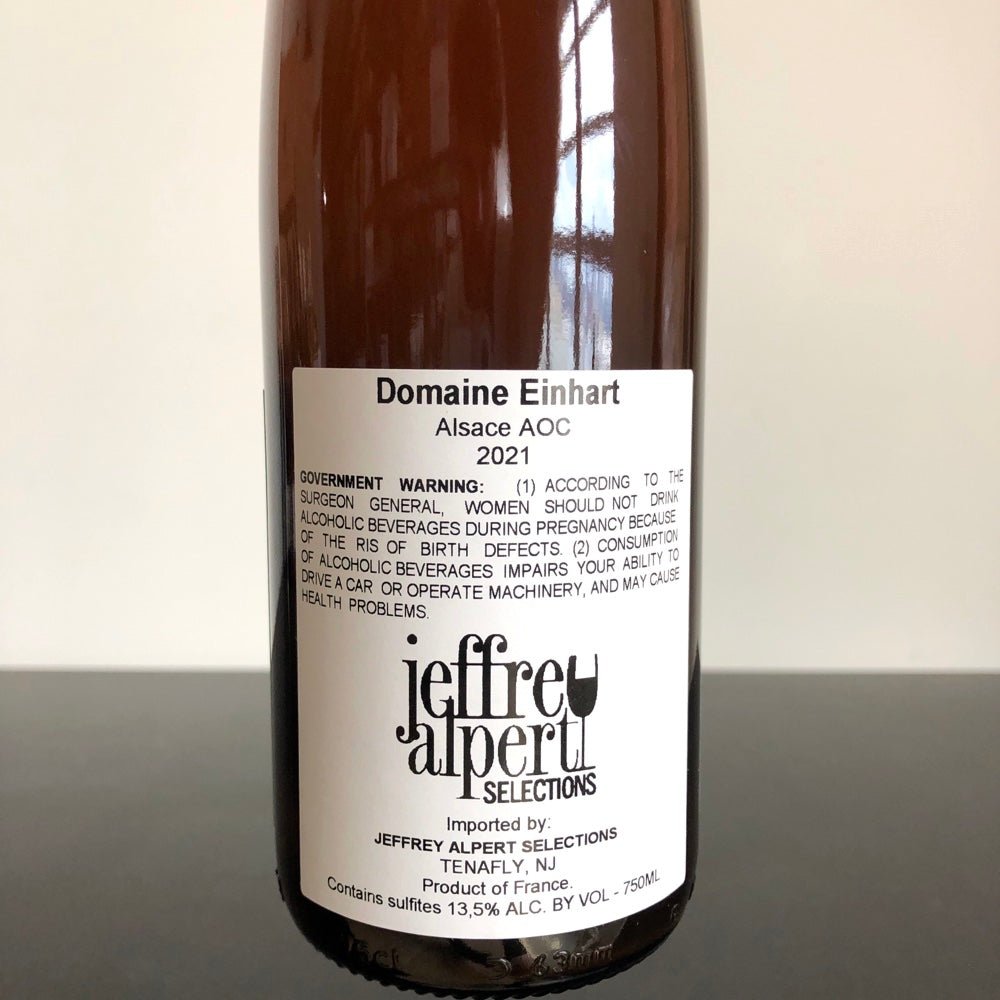 Domaine Einhart
Alsace AOC
2021
GOVERNMENT WARNING: (1) ACCORDING TO THE
SURGEON GENERAL, WOMEN SHOULD NOT DRINK
ALCOHOLIC BEVERAGES DURING PREGNANCY BECAUSE
OF THE RIS OF BIRTH DEFECTS. (2) CONSUMPTION
OF ALCOHOLIC BEVERAGES IMPAIRS YOUR ABILITY TO
DRIVE A CAR OR OPERATE MACHINERY, AND MAY CAUSE
HEALTH PROBLEMS.
jeffrey
alpert
SELECTIONS
Imported by:
JEFFREY ALPERT SELECTIONS
TENAFLY, NJ
Product of France.
Contains sulfites 13,5% ALC. BY VOL - 750ML